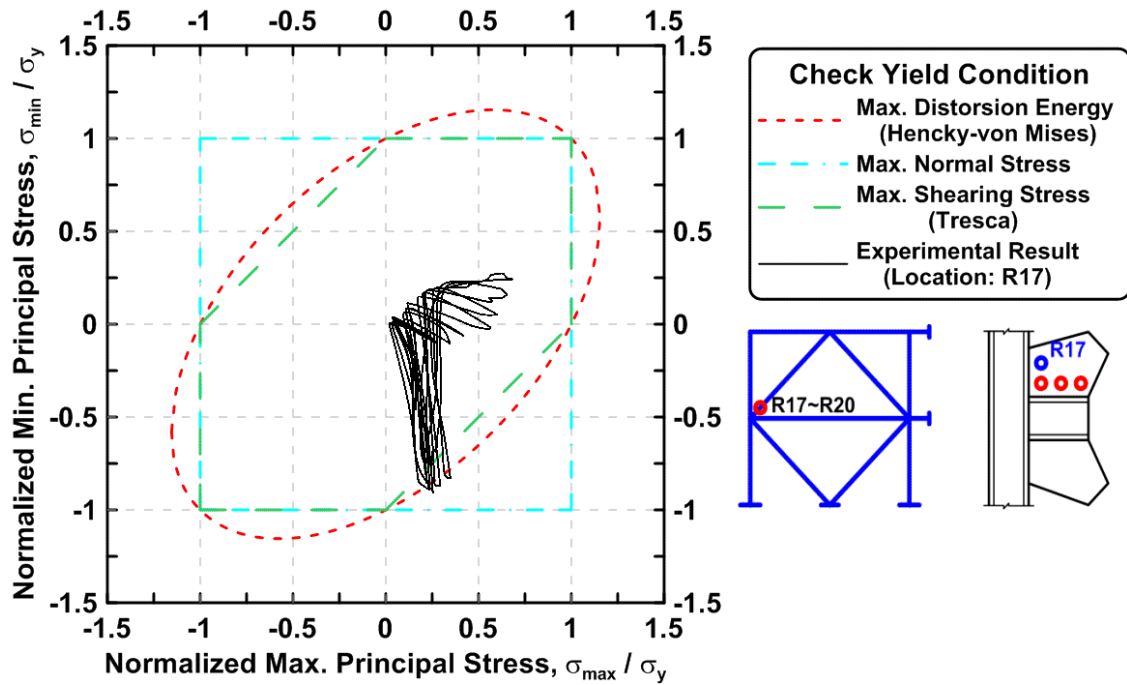 -1.5 -1 -0.5 0 0.5 1 1.5
1.5 1.5
1 1
0.5 0.5
0 0
-0.5 -0.5
-1 -1
-1.5 -1.5
-1.5 -1 -0.5 0 0.5 1 1.5
Normalized Min. Principal Stress, σmin / σy
Normalized Max. Principal Stress, σmax / σy
Check Yield Condition
Max. Distorsion Energy
(Hencky-von Mises)
Max. Normal Stress
Max. Shearing Stress
(Tresca)
Experimental Result
(Location: R17)
R17~R20
R17